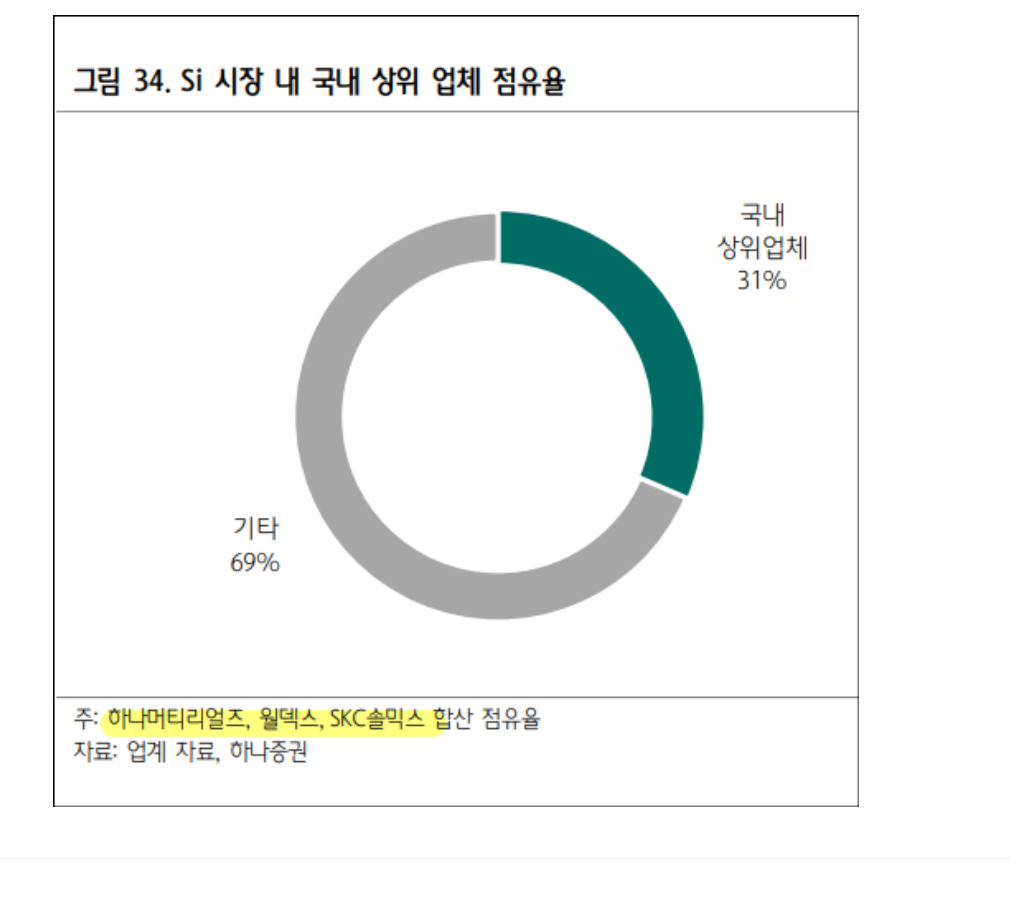 그림 34. Si 시장 내 국내 상위 업체 점유율
국내
상위업체
31%
기타
69%
주: 하나머티리얼즈, 월덱스, SKC솔믹스 합산 점유율
자료: 업계 자료, 하나증권